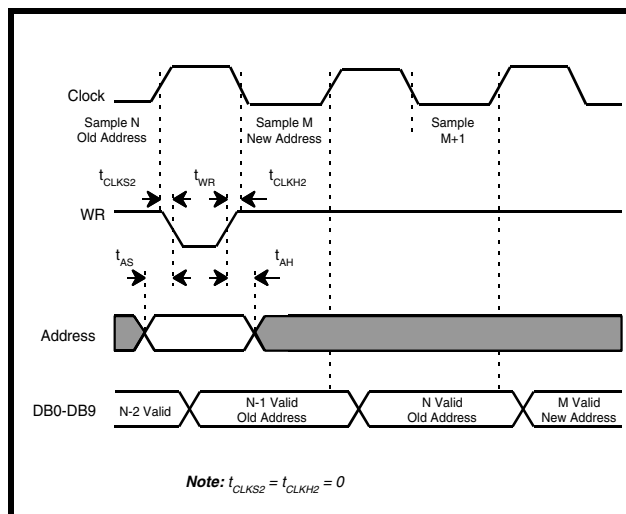 Clock
Sample N
Old Address
Sample M
New Address
Sample
M+1
tCLKS2
tWR
tCLKH2
WR
tAS
tAH
Address
DB0-DB9
N-2 Valid
N-1 Valid
Old Address
N Valid
Old Address
M Valid
New Address
Note: tCLKS2 = tCLKH2 = 0